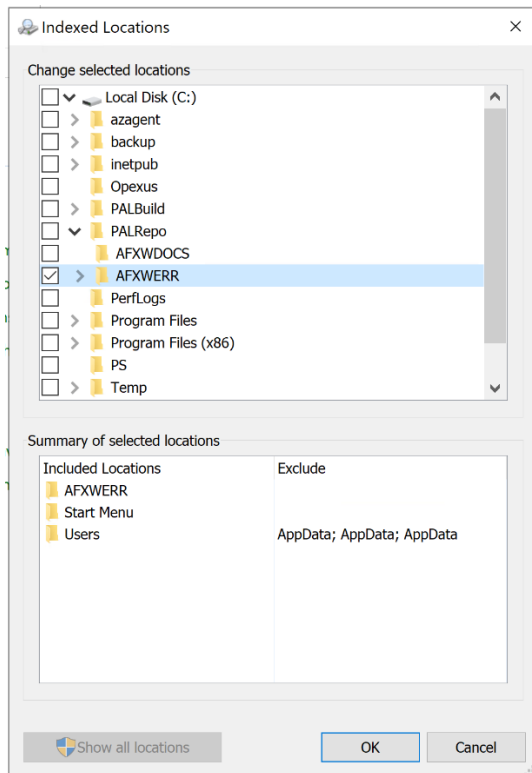 Indexed Locations
Change selected locations
Local Disk (C:)
azagent
backup
inetpub
Opexus
PALBuild
PALRepo
AFXWDOCS
AFXWERR
PerfLogs
Program Files
Program Files (x86)
PS
Temp
Summary of selected locations
Included Locations Exclude
AFXWERR
Start Menu
Users AppData; AppData; AppData
Show all locations OK Cancel